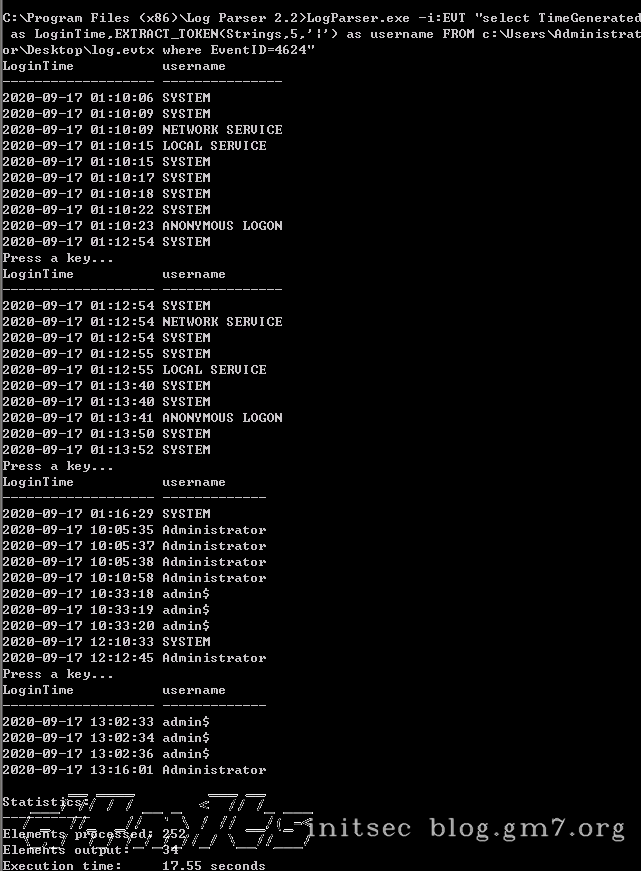 C:\Program Files (x86)\Log Parser 2.2>LogParser.exe -i:EVT "select TimeGenerated
 as LoginTime,EXTRACT_TOKEN(Strings,5,'|') as username FROM c:\Users\Administrat
or\Desktop\log.evtx where EventID=4624"
LoginTime           username
------------------- ---------------
2020-09-17 01:10:06 SYSTEM
2020-09-17 01:10:09 SYSTEM
2020-09-17 01:10:09 NETWORK SERVICE
2020-09-17 01:10:15 LOCAL SERVICE
2020-09-17 01:10:15 SYSTEM
2020-09-17 01:10:17 SYSTEM
2020-09-17 01:10:18 SYSTEM
2020-09-17 01:10:22 SYSTEM
2020-09-17 01:10:23 ANONYMOUS LOGON
2020-09-17 01:12:54 SYSTEM
Press a key...
LoginTime           username
------------------- ---------------
2020-09-17 01:12:54 SYSTEM
2020-09-17 01:12:54 NETWORK SERVICE
2020-09-17 01:12:54 SYSTEM
2020-09-17 01:12:55 SYSTEM
2020-09-17 01:12:55 LOCAL SERVICE
2020-09-17 01:13:40 SYSTEM
2020-09-17 01:13:40 SYSTEM
2020-09-17 01:13:41 ANONYMOUS LOGON
2020-09-17 01:13:50 SYSTEM
2020-09-17 01:13:52 SYSTEM
Press a key...
LoginTime           username
------------------- -------------
2020-09-17 01:16:29 SYSTEM
2020-09-17 10:05:35 Administrator
2020-09-17 10:05:37 Administrator
2020-09-17 10:05:38 Administrator
2020-09-17 10:10:58 Administrator
2020-09-17 10:33:18 admin$
2020-09-17 10:33:19 admin$
2020-09-17 10:33:20 admin$
2020-09-17 12:10:33 SYSTEM
2020-09-17 12:12:45 Administrator
Press a key...
LoginTime           username
------------------- -------------
2020-09-17 13:02:33 admin$
2020-09-17 13:02:34 admin$
2020-09-17 13:02:36 admin$
2020-09-17 13:16:01 Administrator
Statistics:
-----------
Elements processed: 252
Elements output:    34
Execution time:     17.55 seconds
initsec blog.gm7.org